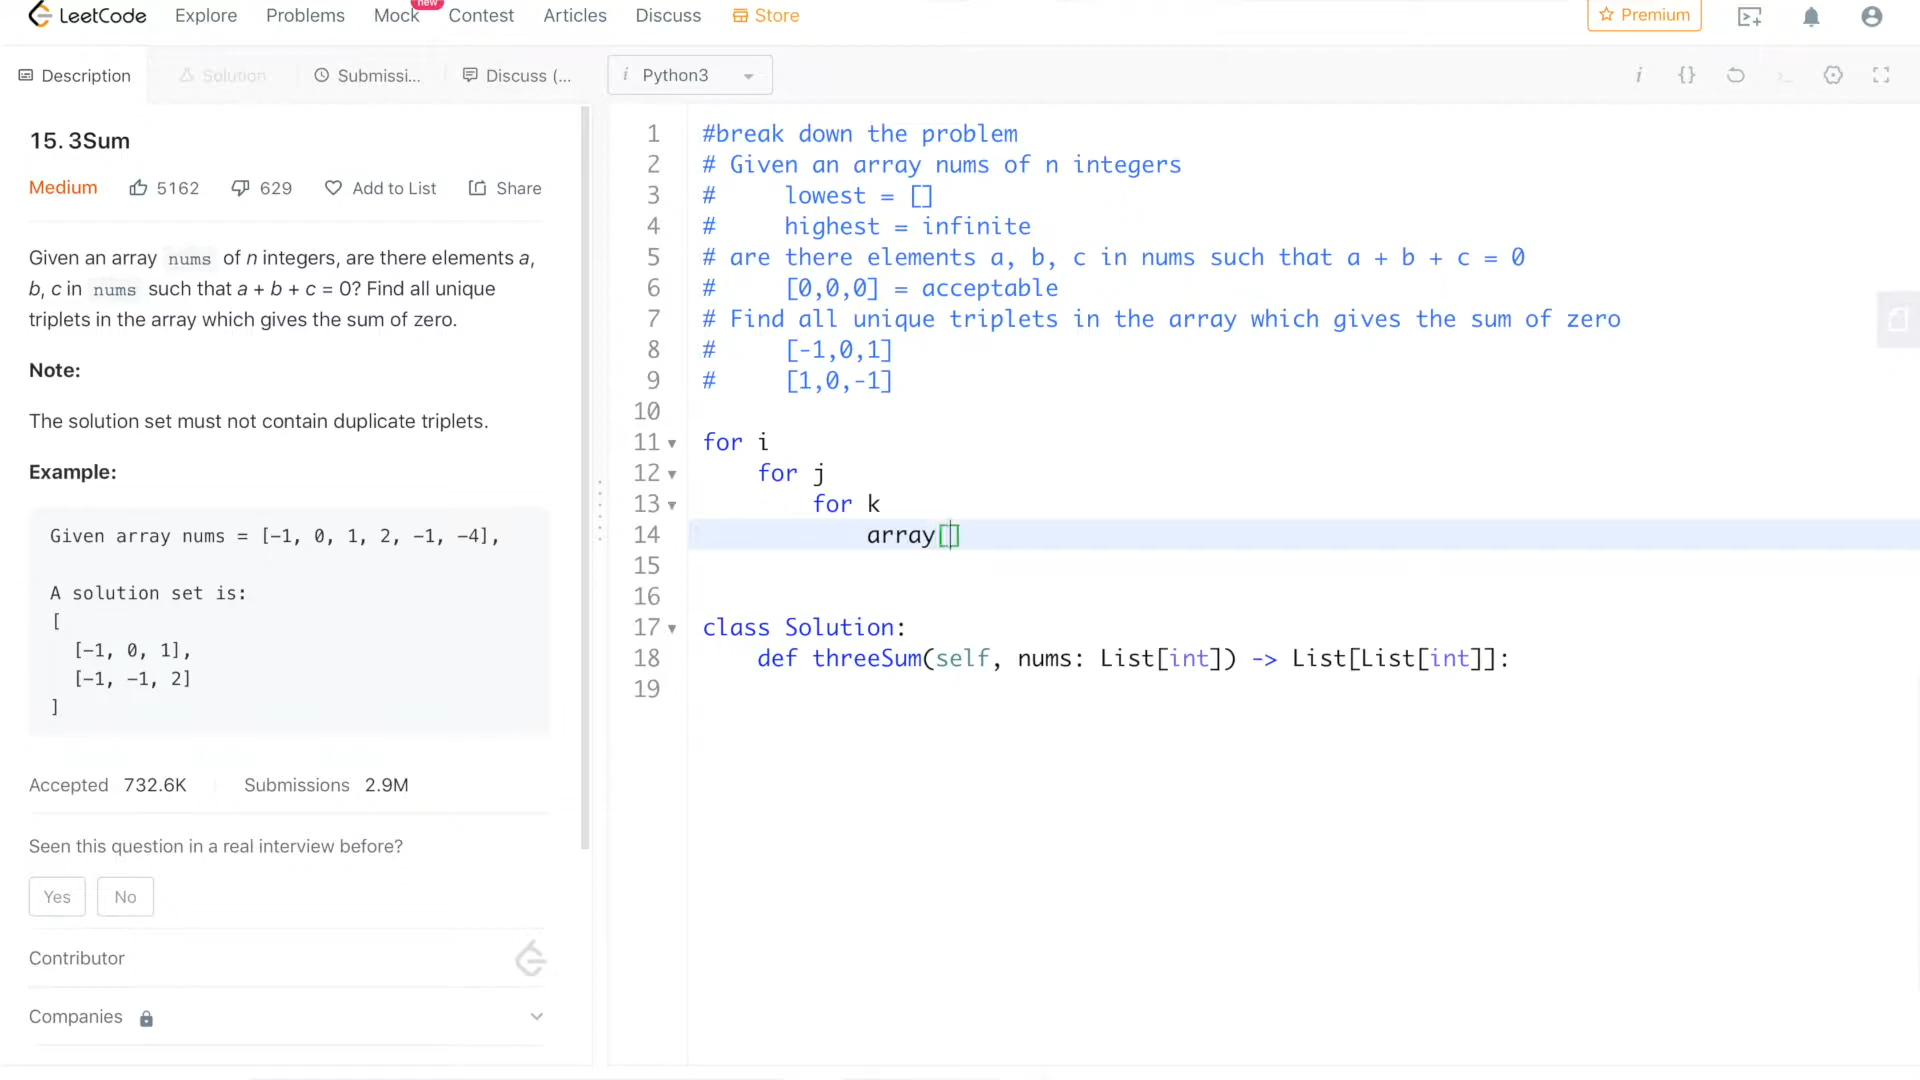 LeetCode Explore Problems Mock new Contest Articles Discuss Store Premium
Description Solution Submissi... Discuss (... i Python3 i {}
15. 3Sum
Medium 5162 629 Add to List Share
Given an array nums of n integers, are there elements a,
b, c in nums such that a + b + c = 0? Find all unique
triplets in the array which gives the sum of zero.
Note:
The solution set must not contain duplicate triplets.
Example:
Given array nums = [-1, 0, 1, 2, -1, -4],
A solution set is:
[
[-1, 0, 1],
[-1, -1, 2]
]
Accepted 732.6K Submissions 2.9M
Seen this question in a real interview before?
Yes No
Contributor
Companies
1 #break down the problem
2 # Given an array nums of n integers
3 # lowest = []
4 # highest = infinite
5 # are there elements a, b, c in nums such that a + b + c = 0
6 # [0,0,0] = acceptable
7 # Find all unique triplets in the array which gives the sum of zero
8 # [-1,0,1]
9 # [1,0,-1]
10
11 for i
12 for j
13 for k
14 array[]
15
16
17 class Solution:
18 def threeSum(self, nums: List[int]) -> List[List[int]]:
19